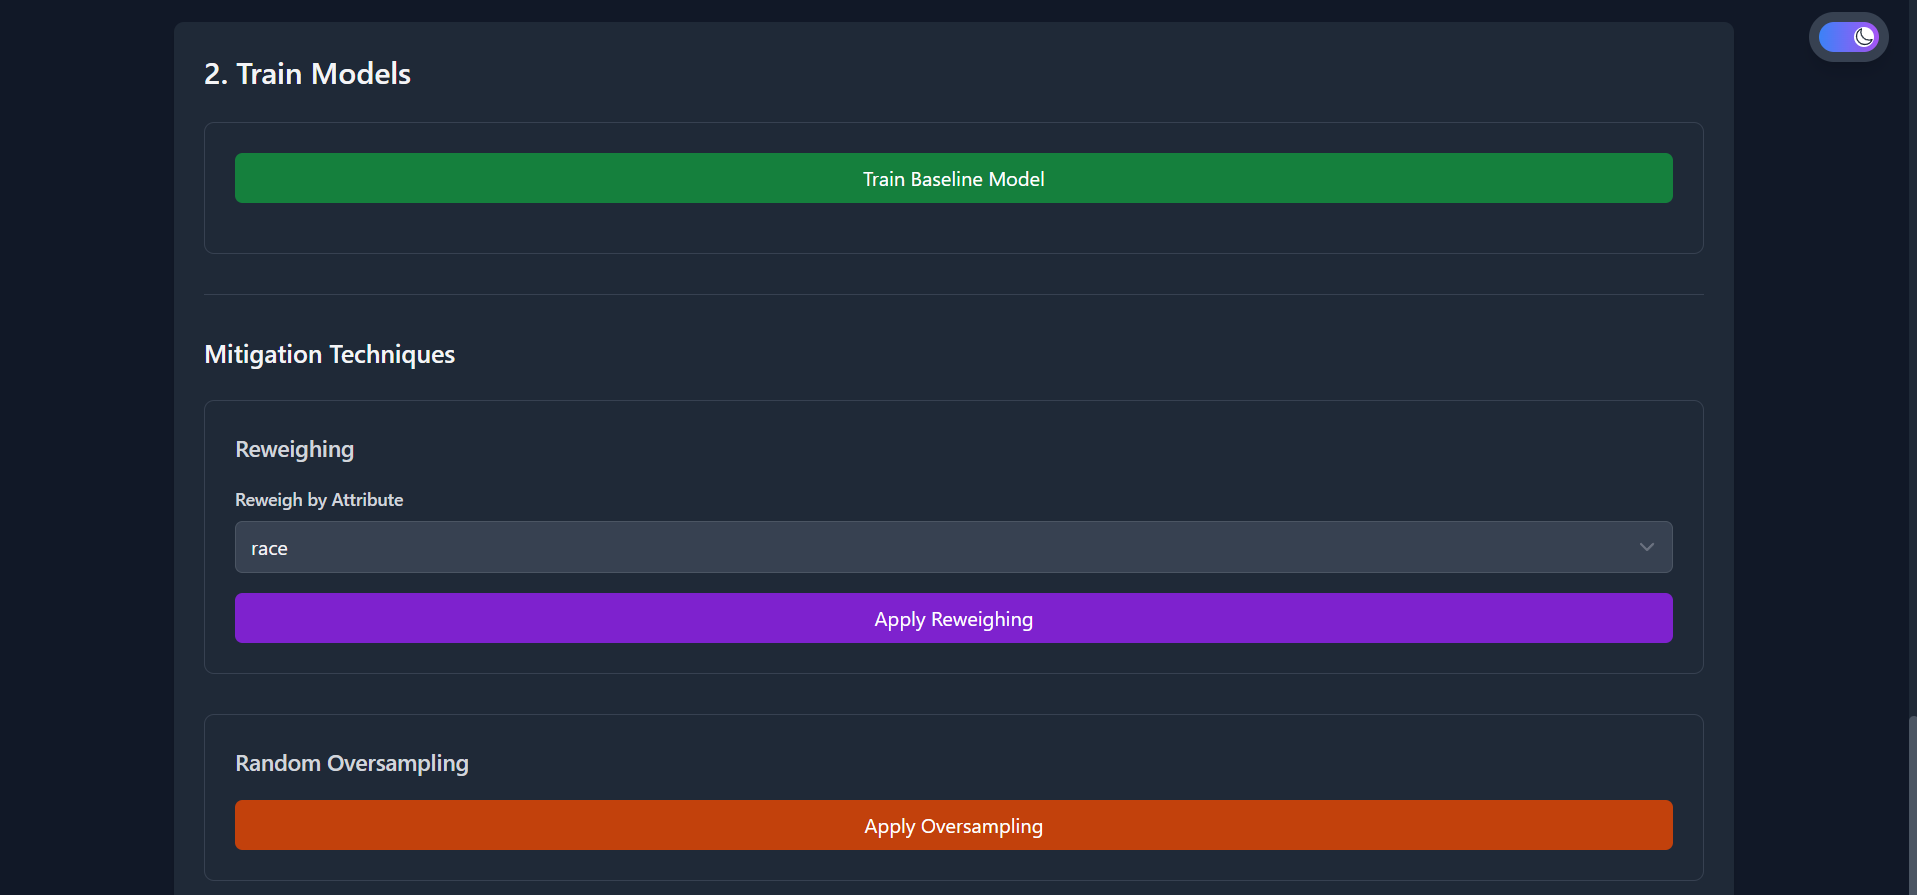 2. Train Models
Train Baseline Model
Mitigation Techniques
Reweighing
Reweigh by Attribute
race
Apply Reweighing
Random Oversampling
Apply Oversampling